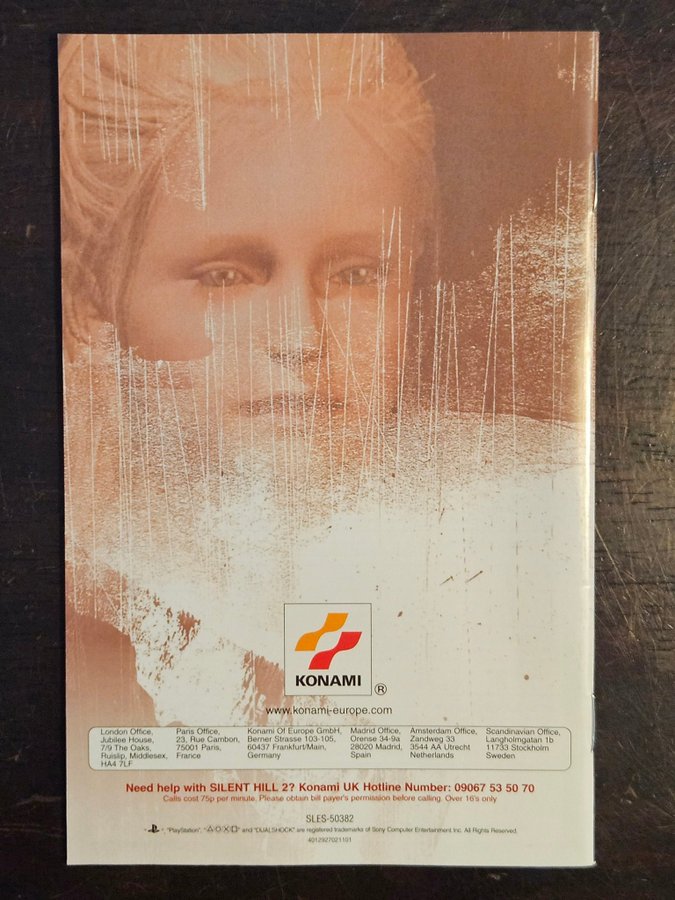 KONAMI ®
www.konami-europe.com
London Office,
Jubilee House,
7/9 The Oaks,
Ruislip, Middlesex,
HA4 7LF
Paris Office,
23, Rue Cambon,
75001 Paris,
France
Konami Of Europe GmbH,
Berner Strasse 103-105,
60437 Frankfurt/Main,
Germany
Madrid Office,
Orense 34-9a
28020 Madrid,
Spain
Amsterdam Office,
Zandweg 33
3544 AA Utrecht
Netherlands
Scandinavian Office,
Langholmgatan 1b
11733 Stockholm
Sweden
Need help with SILENT HILL 2? Konami UK Hotline Number: 09067 53 50 70
Calls cost 75p per minute. Please obtain bill payer's permission before calling. Over 16's only
SLES-50382
" ", "PlayStation", "△○✕□" and "DUALSHOCK" are registered trademarks of Sony Computer Entertainment Inc. All Rights Reserved.
4012927021101